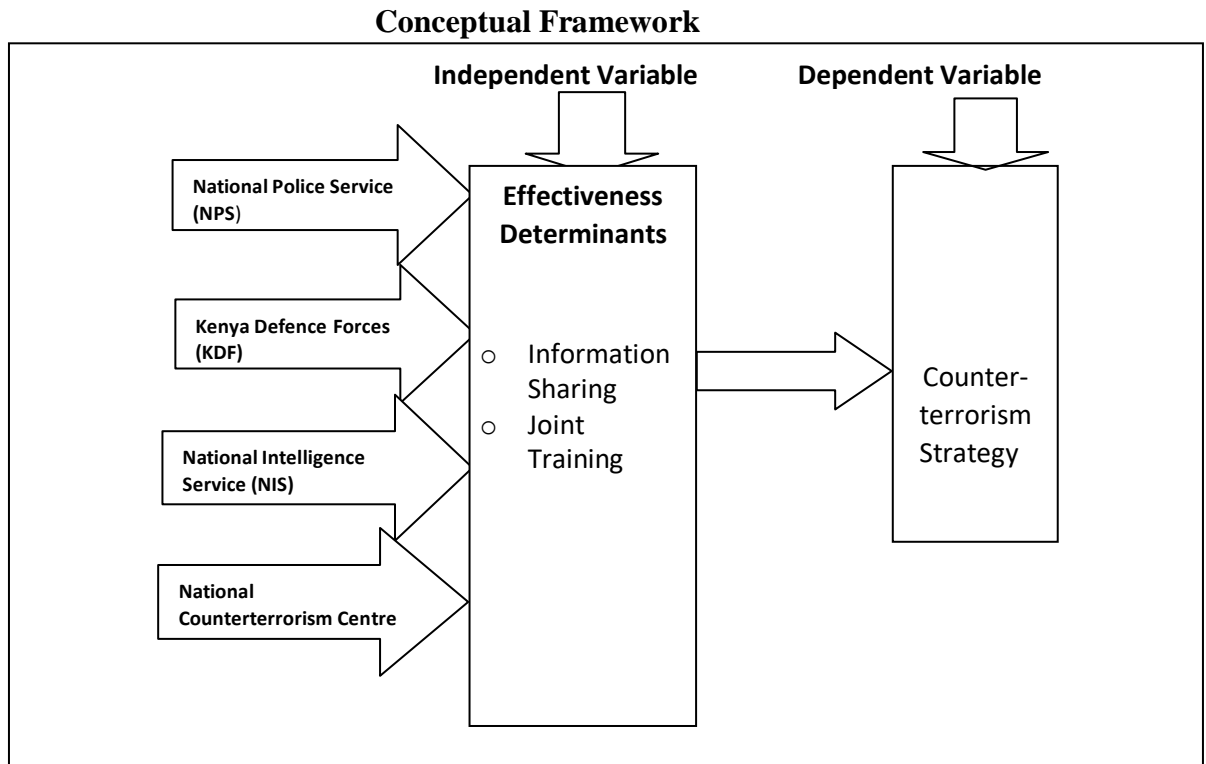 Conceptual Framework
Independent Variable
Dependent Variable
National Police Service
(NPS)
Kenya Defence Forces
(KDF)
National Intelligence
Service (NIS)
National
Counterterrorism Centre
Effectiveness
Determinants
o Information
Sharing
o Joint
Training
Counter-
terrorism
Strategy